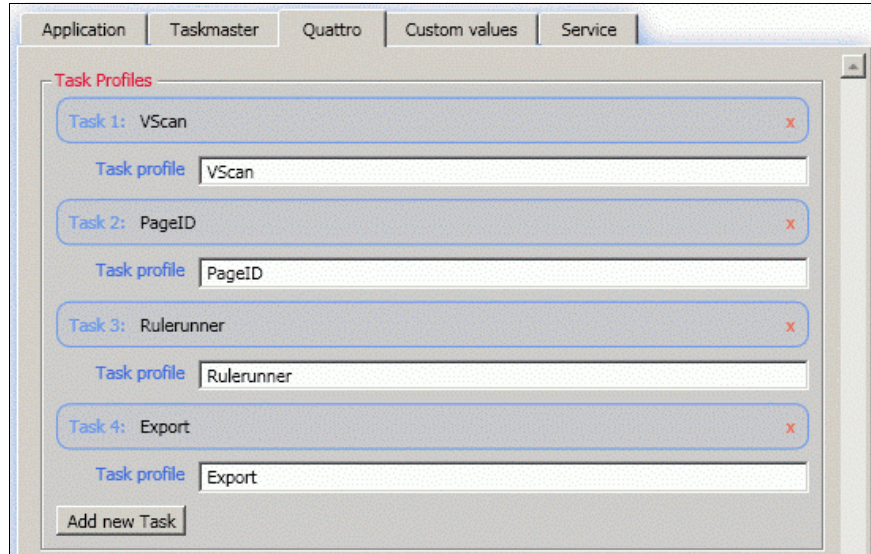 Application Taskmaster Quattro Custom values Service
Task Profiles
Task 1: VScan x
Task profile VScan
Task 2: PageID x
Task profile PageID
Task 3: Rulerunner x
Task profile Rulerunner
Task 4: Export x
Task profile Export
Add new Task